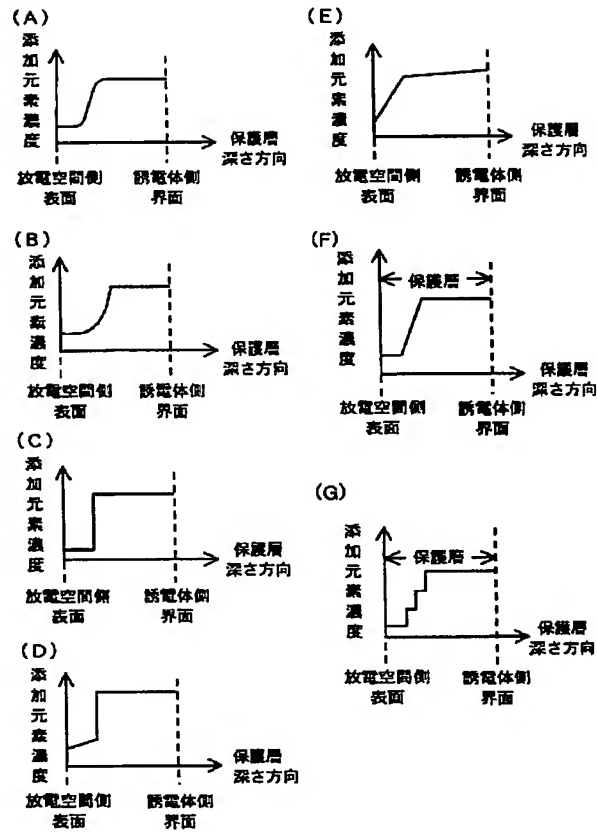 (A)
添加元素濃度
保護層
深さ方向
放電空間側
表面
誘電体側
界面
(B)
添加元素濃度
保護層
深さ方向
放電空間側
表面
誘電体側
界面
(C)
添加元素濃度
保護層
深さ方向
放電空間側
表面
誘電体側
界面
(D)
添加元素濃度
保護層
深さ方向
放電空間側
表面
誘電体側
界面
(E)
添加元素濃度
保護層
深さ方向
放電空間側
表面
誘電体側
界面
(F)
添加元素濃度
保護層
保護層
深さ方向
放電空間側
表面
誘電体側
界面
(G)
添加元素濃度
保護層
保護層
深さ方向
放電空間側
表面
誘電体側
界面